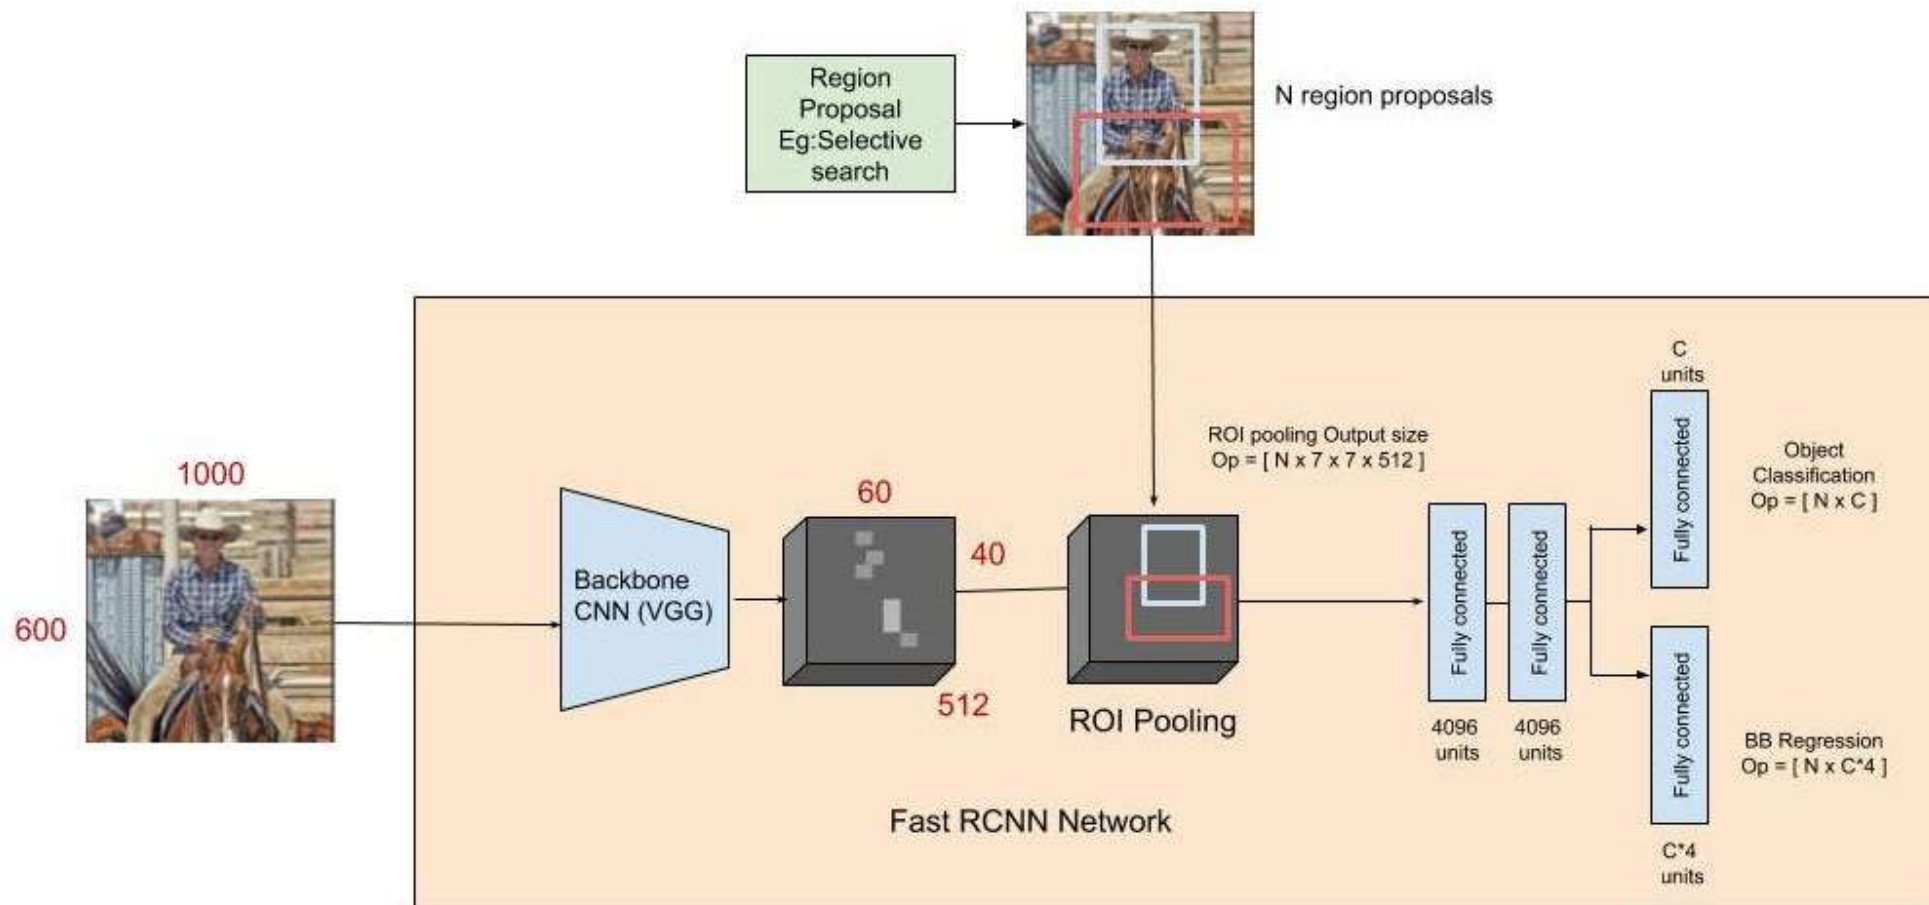 Region
Proposal
Eg:Selective
search
N region proposals
1000
600
Backbone
CNN (VGG)
60
40
512
ROI Pooling
ROI pooling Output size
Op = [ N x 7 x 7 x 512 ]
Fully connected
4096
units
Fully connected
4096
units
C
units
Fully connected
Object
Classification
Op = [ N x C ]
Fully connected
C*4
units
BB Regression
Op = [ N x C*4 ]
Fast RCNN Network